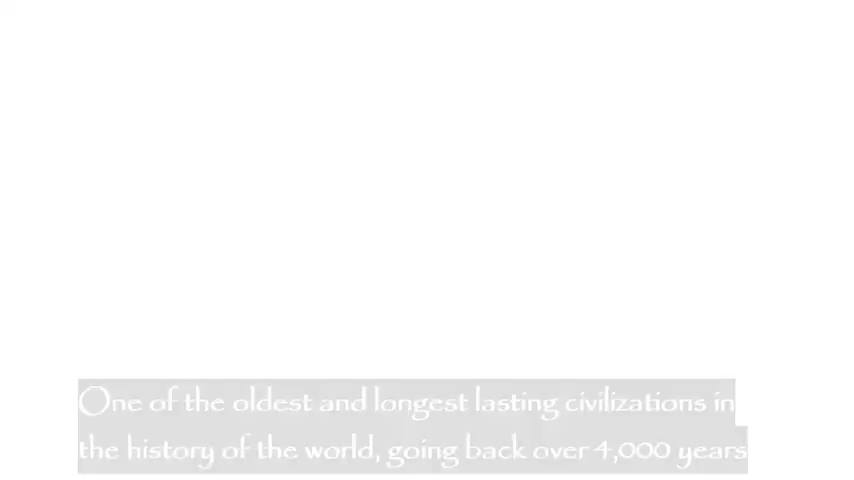 One of the oldest and longest lasting civilizations in
the history of the world, going back over 4,000 years